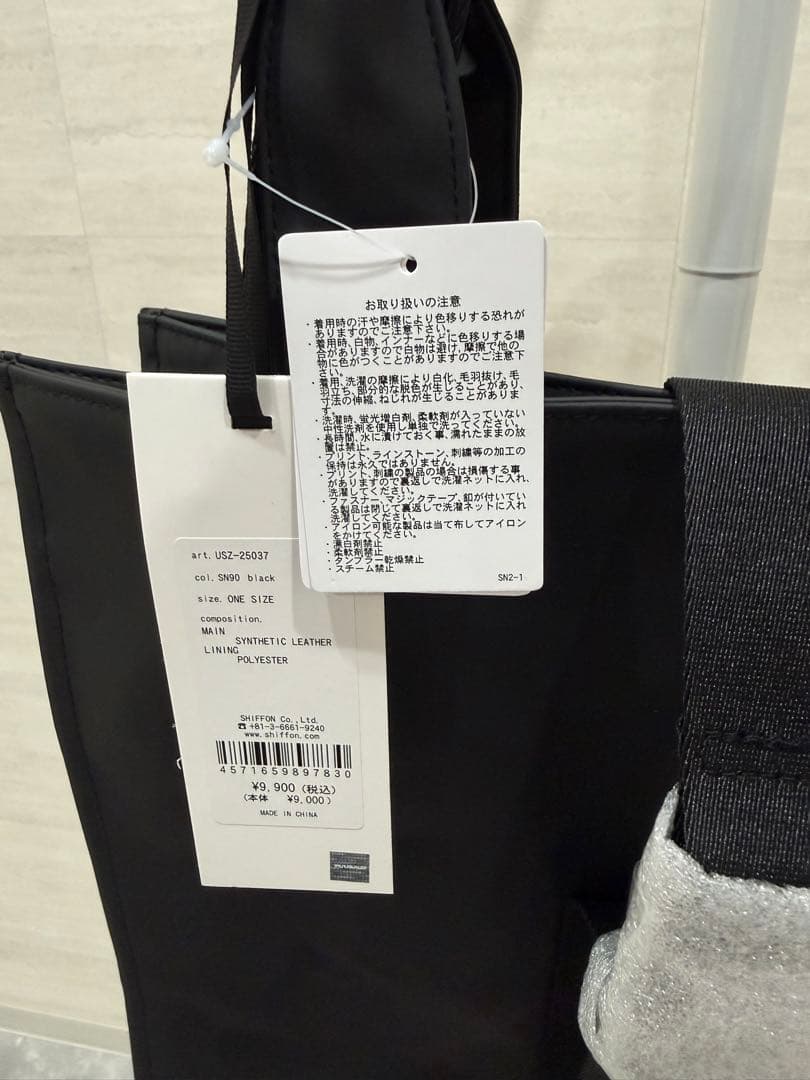 お取り扱いの注意
・着用時の汗や摩擦により色移りする恐れが
ありますのでご注意下さい。
・着用時、白物、インナーなどに色移りする場
合がありますのでと白物は避け、摩擦で他の
物に色がつくことがありますのでご注意下
さい。
・着用、洗濯の摩擦により白化、毛羽抜け、毛
羽立ち、部分的な脱色が生じることがあり、
寸法の伸縮、ねじれが生じることがありま
す。
・洗濯時、蛍光増白剤、柔軟剤が入っていない
中性洗剤を使用し単独で洗ってください。
・長時間、水に漬けておく事、濡れたままの放
置は禁止。
・プリント、ラインストーン、刺繍等の加工の
保持は永久ではありません。
・プリント、刺繍の製品の場合は損傷する事
がありますので裏返しで洗濯ネットに入れ、
洗濯してください。
・ファスナー、マジックテープ、釦が付いてい
る製品は閉じて裏返しで洗濯ネットに入れ
洗濯してください。
・アイロン可能な製品は当て布してアイロン
をかけてください。
・漂白剤禁止
・柔軟剤禁止
・タンブラー乾燥禁止
・スチーム禁止
SN2-1
art. USZ-25037
col. SN90 black
size. ONE SIZE
composition.
MAIN
SYNTHETIC LEATHER
LINING
POLYESTER
SHIFFON Co.,Ltd.
☎ +81-3-6661-9240
www.shiffon.com
4571659897830
¥9,900 (税込)
(本体 ¥9,000)
MADE IN CHINA